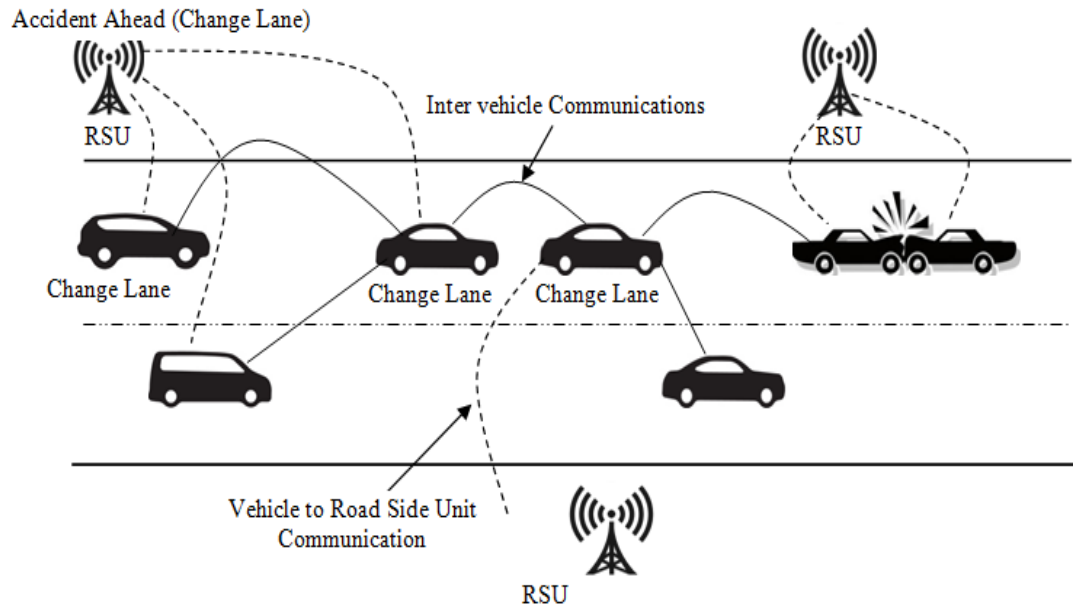 Accident Ahead (Change Lane)
RSU
Inter vehicle Communications
RSU
Change Lane
Change Lane
Change Lane
Vehicle to Road Side Unit
Communication
RSU